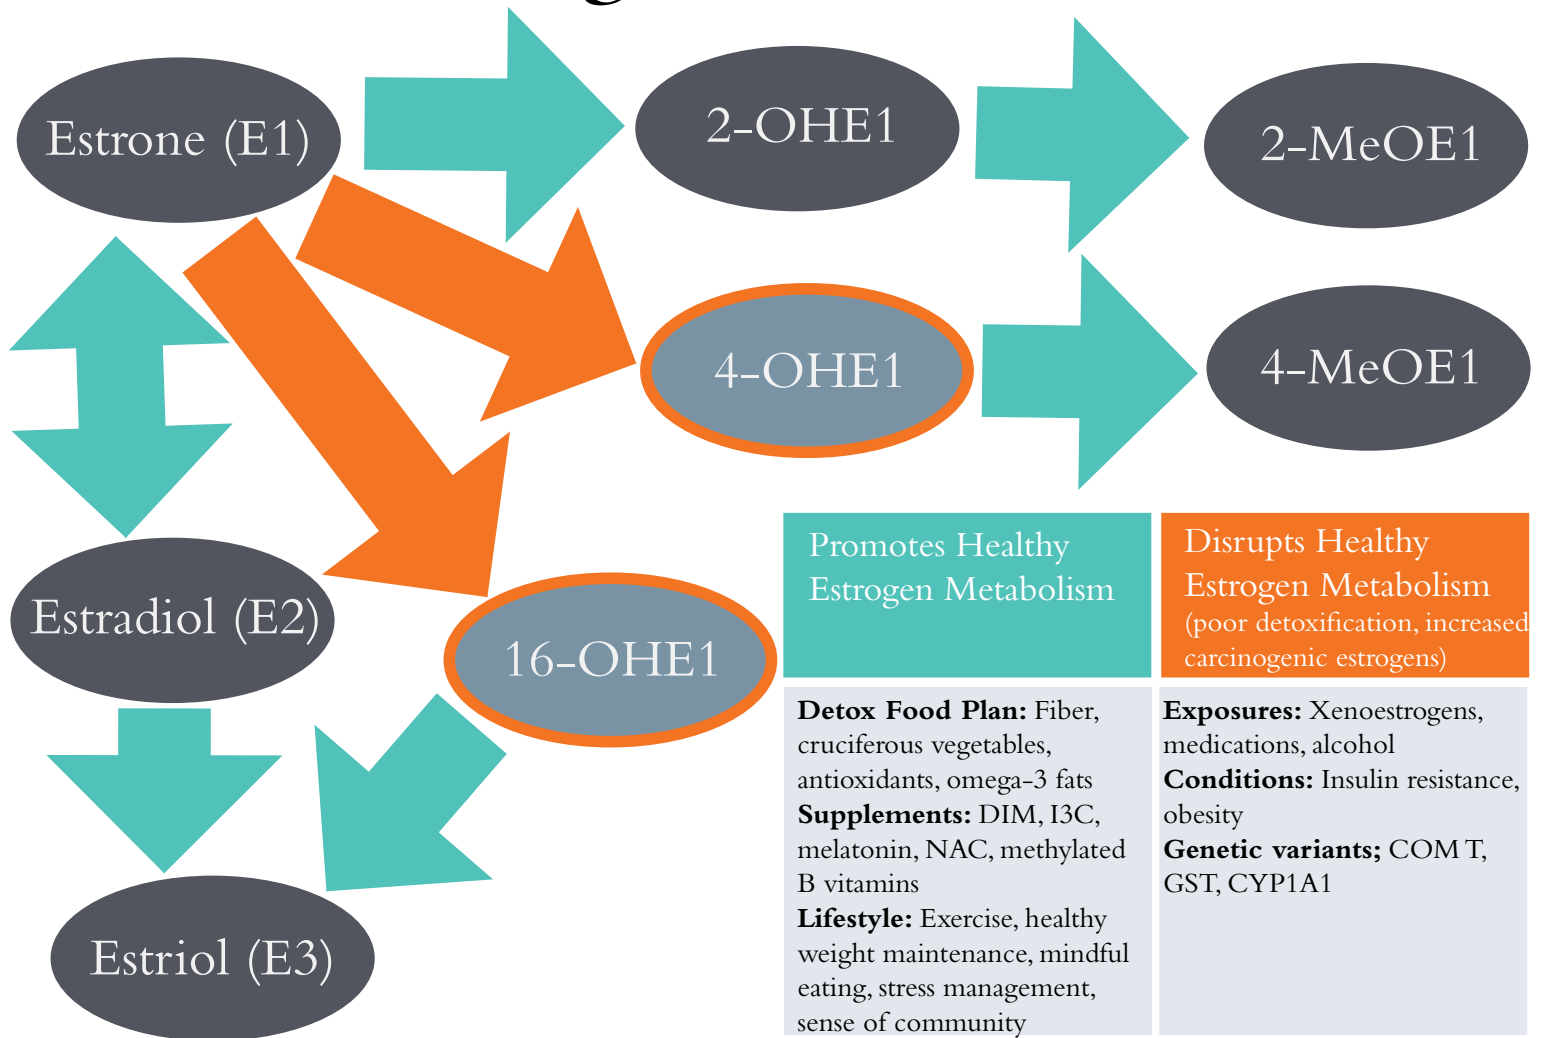 Estrone (E1)
2-OHE1
2-MeOE1
4-OHE1
4-MeOE1
Estradiol (E2)
16-OHE1
Estriol (E3)
Promotes Healthy
Estrogen Metabolism
Disrupts Healthy
Estrogen Metabolism
(poor detoxification, increased
carcinogenic estrogens)
Detox Food Plan: Fiber,
cruciferous vegetables,
antioxidants, omega-3 fats
Supplements: DIM, I3C,
melatonin, NAC, methylated
B vitamins
Lifestyle: Exercise, healthy
weight maintenance, mindful
eating, stress management,
sense of community
Exposures: Xenoestrogens,
medications, alcohol
Conditions: Insulin resistance,
obesity
Genetic variants; COM T,
GST, CYP1A1